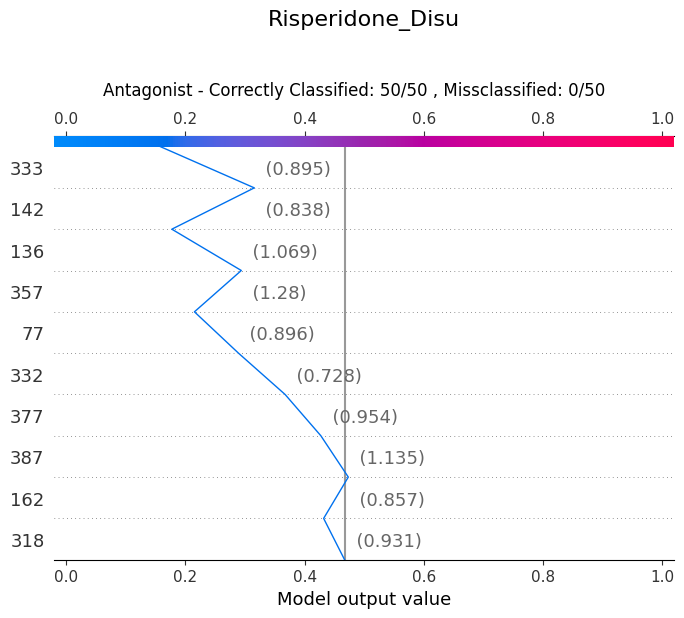 Risperidone_Disu
Antagonist - Correctly Classified: 50/50 , Missclassified: 0/50
0.0 0.2 0.4 0.6 0.8 1.0
333 (0.895)
142 (0.838)
136 (1.069)
357 (1.28)
77 (0.896)
332 (0.728)
377 (0.954)
387 (1.135)
162 (0.857)
318 (0.931)
0.0 0.2 0.4 0.6 0.8 1.0
Model output value